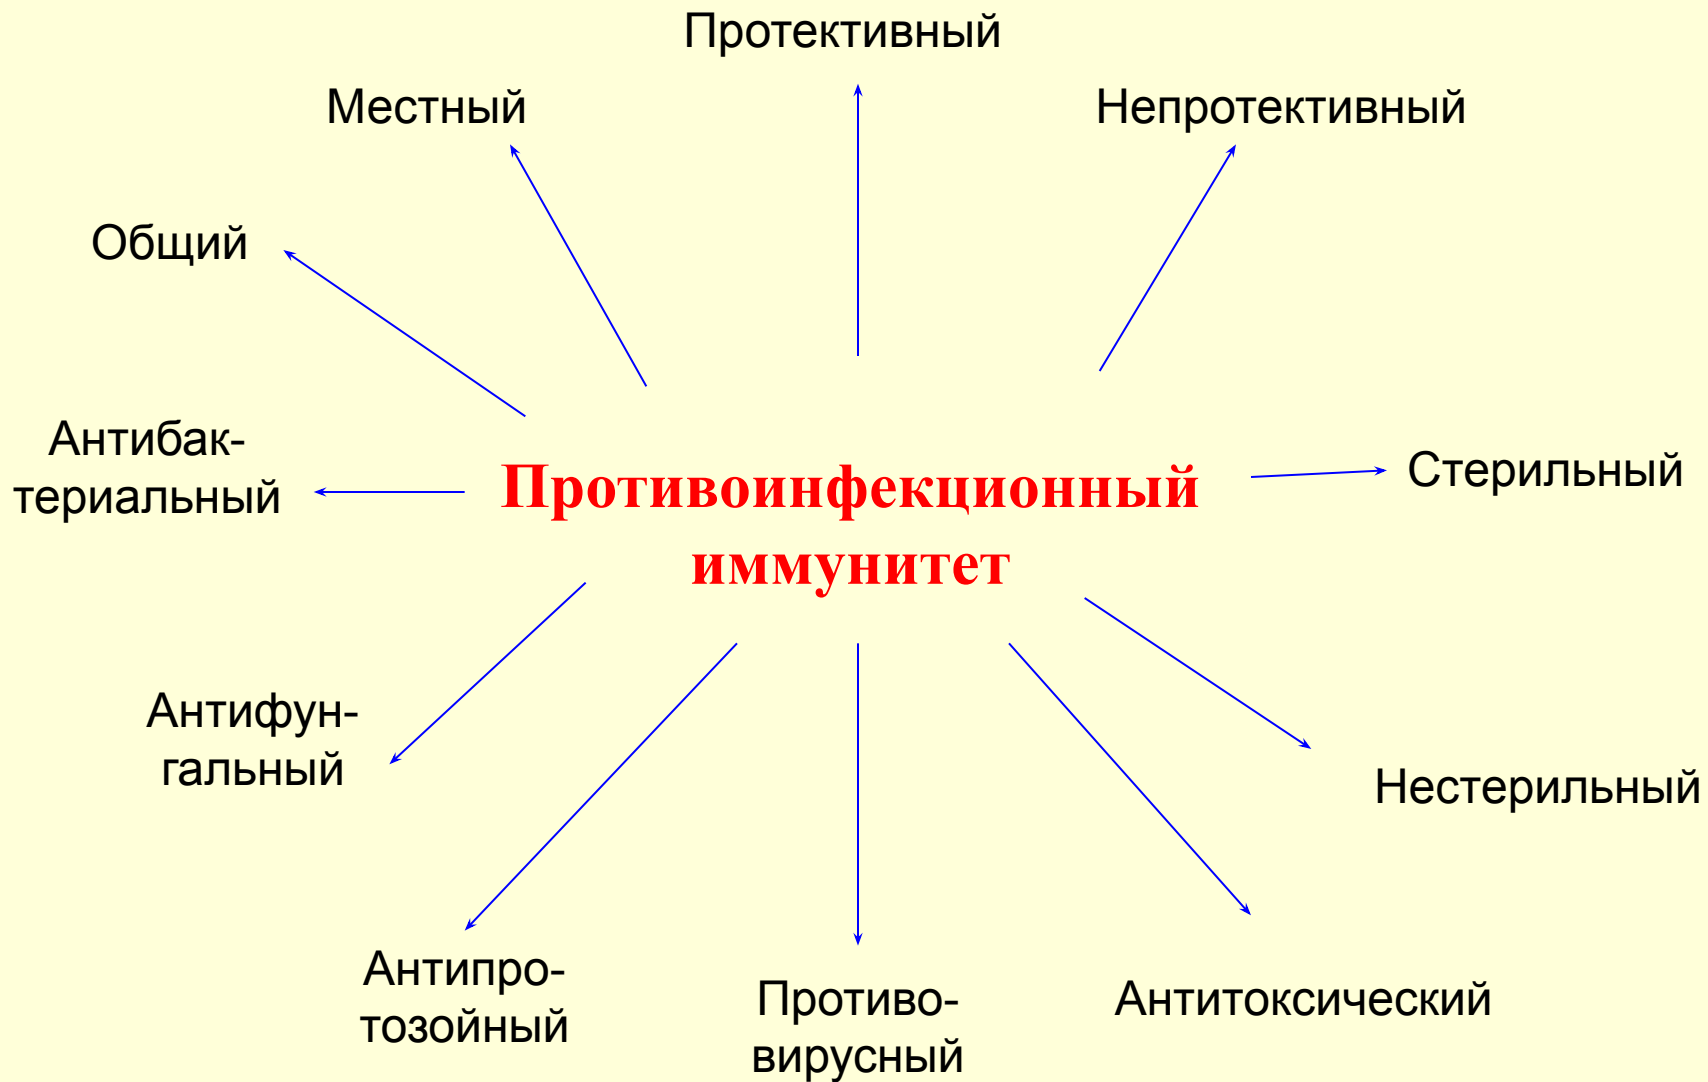 Протективный
Местный
Непротективный
Общий
Антибак-
териальный
Противоинфекционный
иммунитет
Стерильный
Антифун-
гальный
Нестерильный
Антипро-
тозойный
Противо-
вирусный
Антитоксический